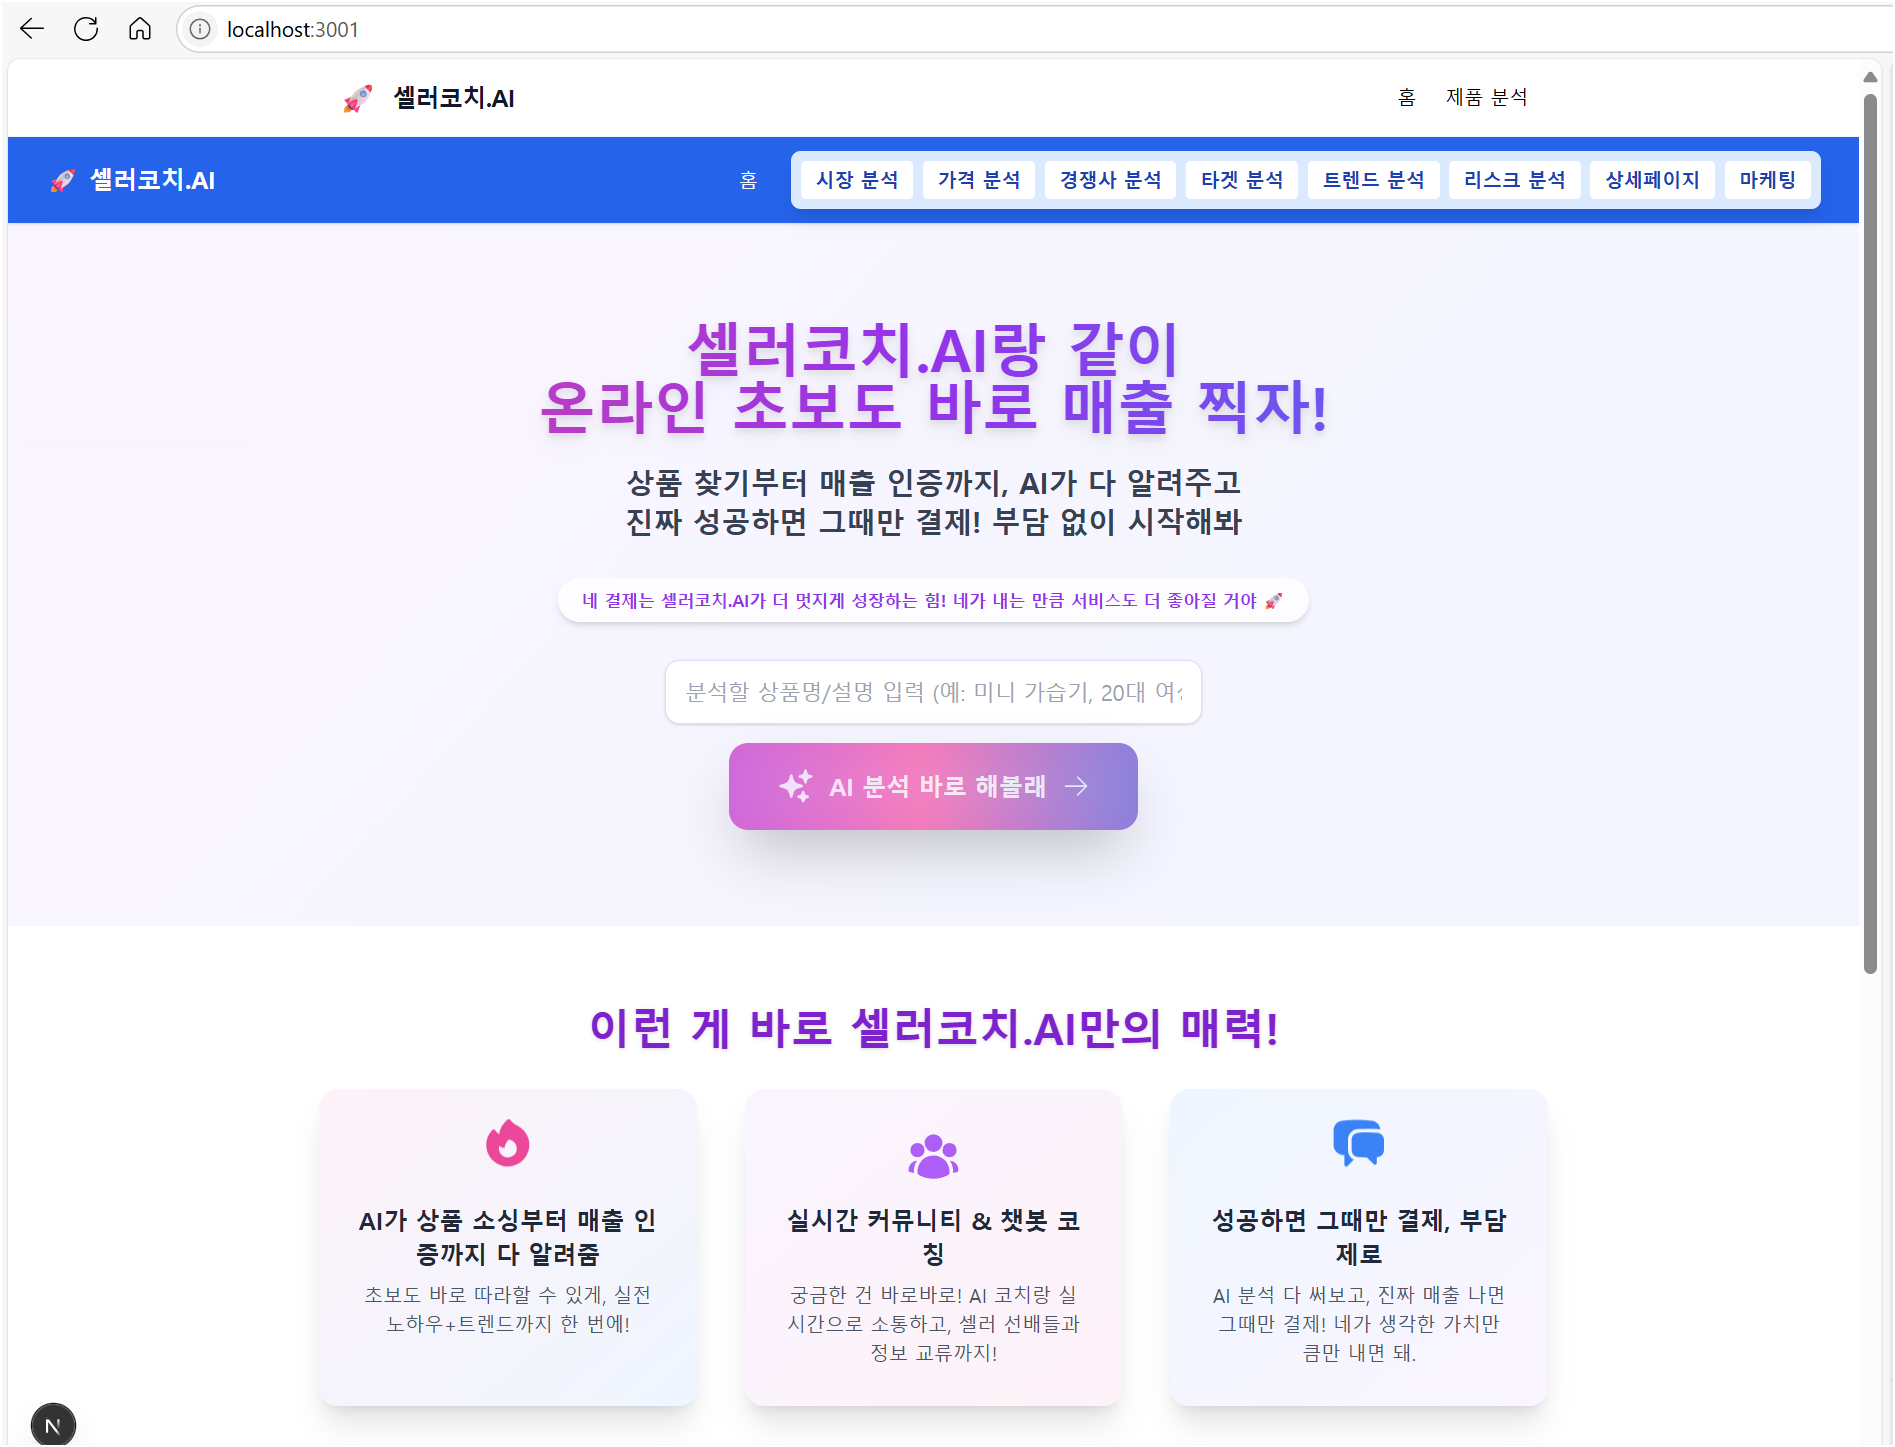 localhost:3001
셀러코치.AI
홈 제품 분석
셀러코치.AI
홈 시장 분석 가격 분석 경쟁사 분석 타겟 분석 트렌드 분석 리스크 분석 상세페이지 마케팅
셀러코치.AI랑 같이
온라인 초보도 바로 매출 찍자!
상품 찾기부터 매출 인증까지, AI가 다 알려주고
진짜 성공하면 그때만 결제! 부담 없이 시작해봐
네 결제는 셀러코치.AI가 더 멋지게 성장하는 힘! 네가 내는 만큼 서비스도 더 좋아질 거야
분석할 상품명/설명 입력 (예: 미니 가습기, 20대 여
AI 분석 바로 해볼래
이런 게 바로 셀러코치.AI만의 매력!
AI가 상품 소싱부터 매출 인
증까지 다 알려줌
초보도 바로 따라할 수 있게, 실전
노하우+트렌드까지 한 번에!
실시간 커뮤니티 & 챗봇 코
칭
궁금한 건 바로바로! AI 코치랑 실
시간으로 소통하고, 셀러 선배들과
정보 교류까지!
성공하면 그때만 결제, 부담
제로
AI 분석 다 써보고, 진짜 매출 나면
그때만 결제! 네가 생각한 가치만
큼만 내면 돼.
N